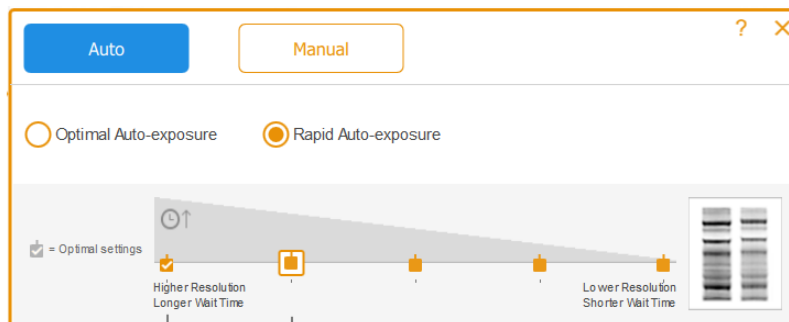 Auto
Manual
?
Optimal Auto-exposure
Rapid Auto-exposure
= Optimal settings
Higher Resolution
Longer Wait Time
Lower Resolution
Shorter Wait Time